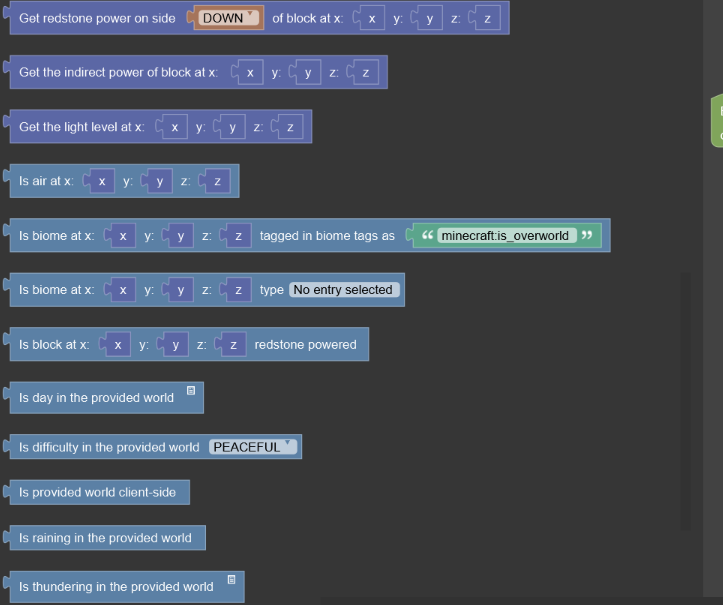 Get redstone power on side DOWN of block at x: x y: y z: z
Get the indirect power of block at x: x y: y z: z
Get the light level at x: x y: y z: z
Is air at x: x y: y z: z
Is biome at x: x y: y z: z tagged in biome tags as “ minecraft:is_overworld ”
Is biome at x: x y: y z: z type No entry selected
Is block at x: x y: y z: z redstone powered
Is day in the provided world
Is difficulty in the provided world PEACEFUL
Is provided world client-side
Is raining in the provided world
Is thundering in the provided world